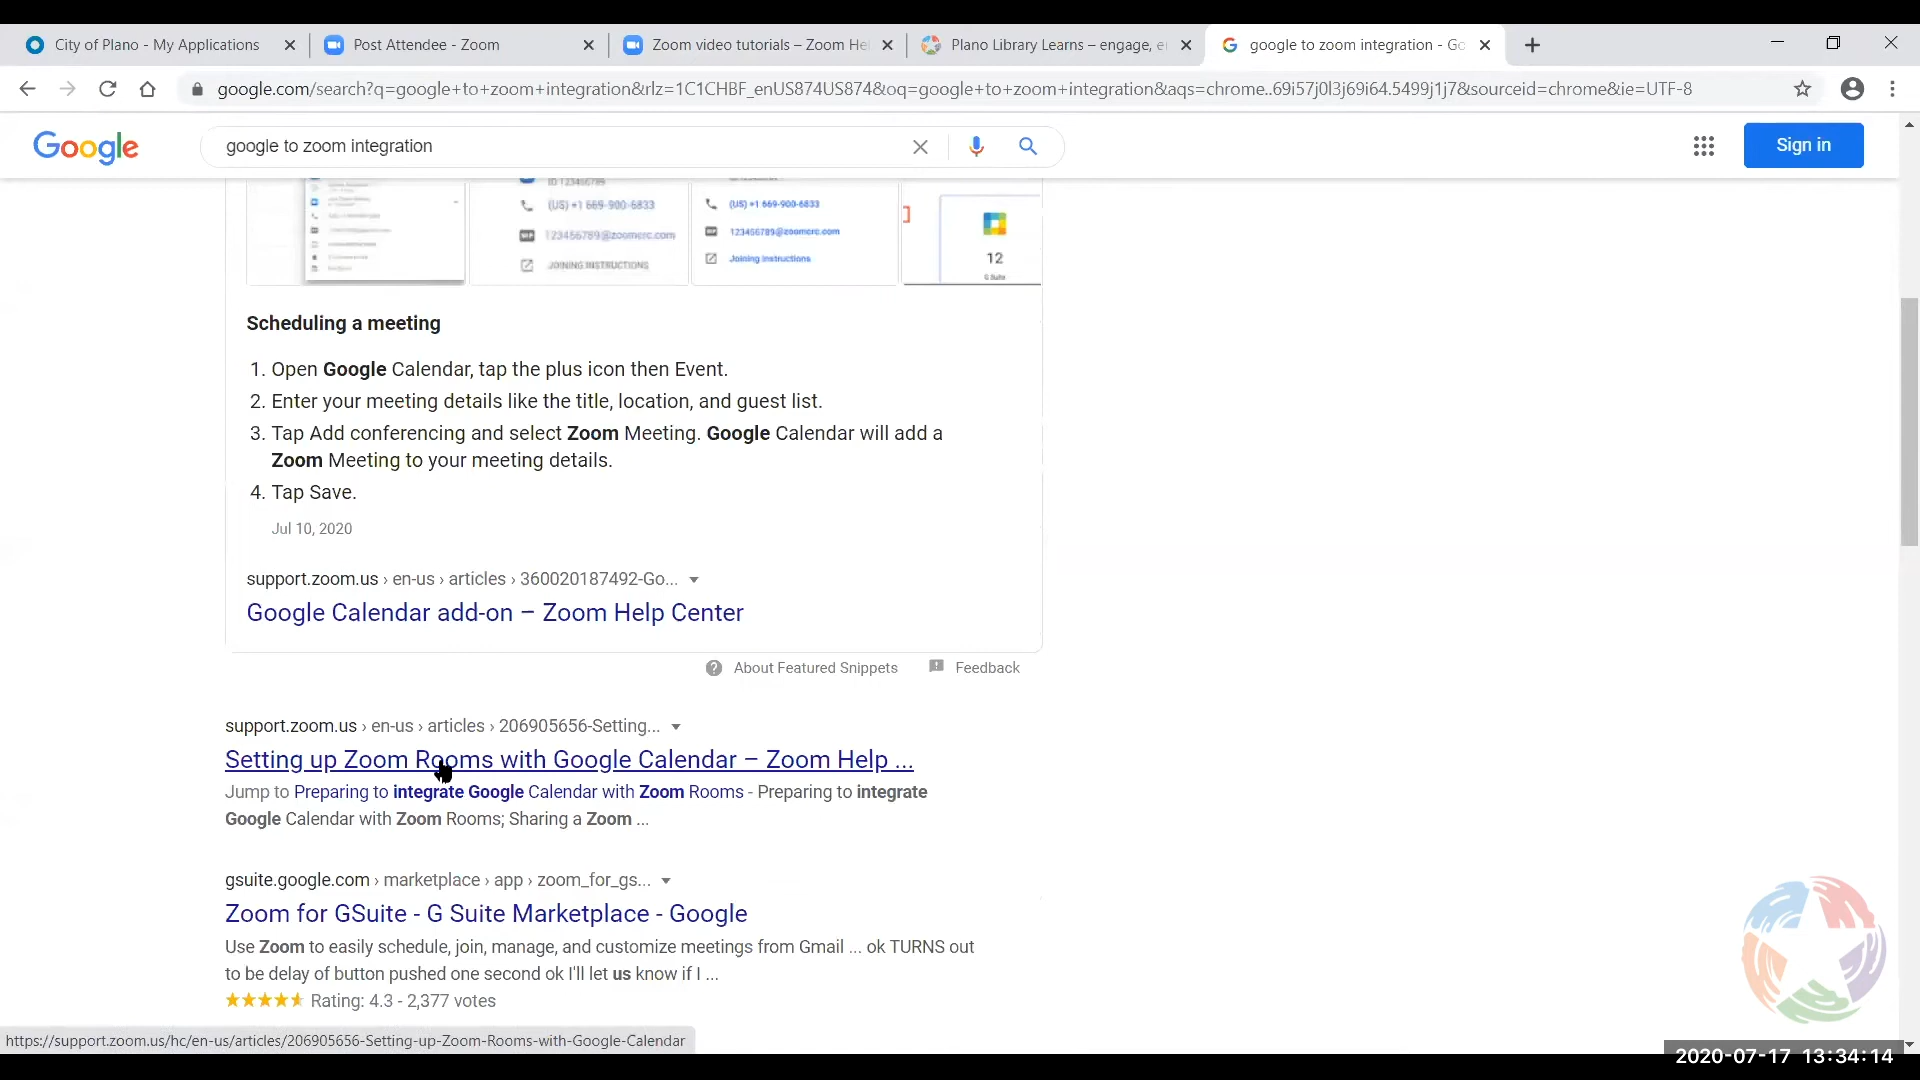 City of Plano - My Applications
Post Attendee - Zoom
Zoom video tutorials – Zoom He
Plano Library Learns – engage, e
google to zoom integration - Go
google.com/search?q=google+to+zoom+integration&rlz=1C1CHBF_enUS874US874&oq=google+to+zoom+integration&aqs=chrome..69i57j0l3j69i64.5499j1j7&sourceid=chrome&ie=UTF-8
Google
google to zoom integration
Sign in
ID:123456789
(US) +1 669-900-6833
123456789@zoomcrc.com
JOINING INSTRUCTIONS
(US) +1 669-900-6833
123456789@zoomcrc.com
Joining instructions
12
G Suite
Scheduling a meeting
1. Open Google Calendar, tap the plus icon then Event.
2. Enter your meeting details like the title, location, and guest list.
3. Tap Add conferencing and select Zoom Meeting. Google Calendar will add a
Zoom Meeting to your meeting details.
4. Tap Save.
Jul 10, 2020
support.zoom.us › en-us › articles › 360020187492-Go...
Google Calendar add-on – Zoom Help Center
About Featured Snippets
Feedback
support.zoom.us › en-us › articles › 206905656-Setting...
Setting up Zoom Rooms with Google Calendar – Zoom Help ...
Jump to Preparing to integrate Google Calendar with Zoom Rooms - Preparing to integrate
Google Calendar with Zoom Rooms; Sharing a Zoom ...
gsuite.google.com › marketplace › app › zoom_for_gs...
Zoom for GSuite - G Suite Marketplace - Google
Use Zoom to easily schedule, join, manage, and customize meetings from Gmail ... ok TURNS out
to be delay of button pushed one second ok I'll let us know if I ...
Rating: 4.3 - 2,377 votes
https://support.zoom.us/hc/en-us/articles/206905656-Setting-up-Zoom-Rooms-with-Google-Calendar
2020-07-17 13:34:14